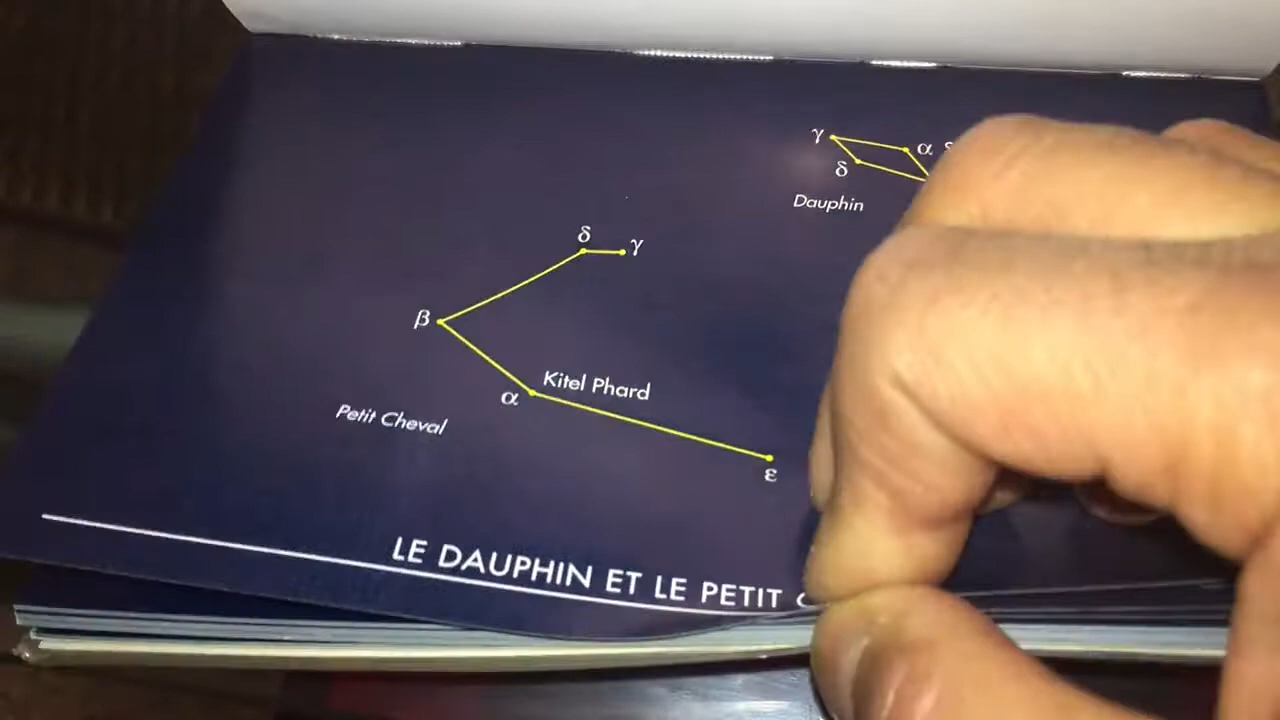 γ
α
δ
Dauphin
δ γ
β
Kitel Phard
α
Petit Cheval
ε
LE DAUPHIN ET LE PETIT